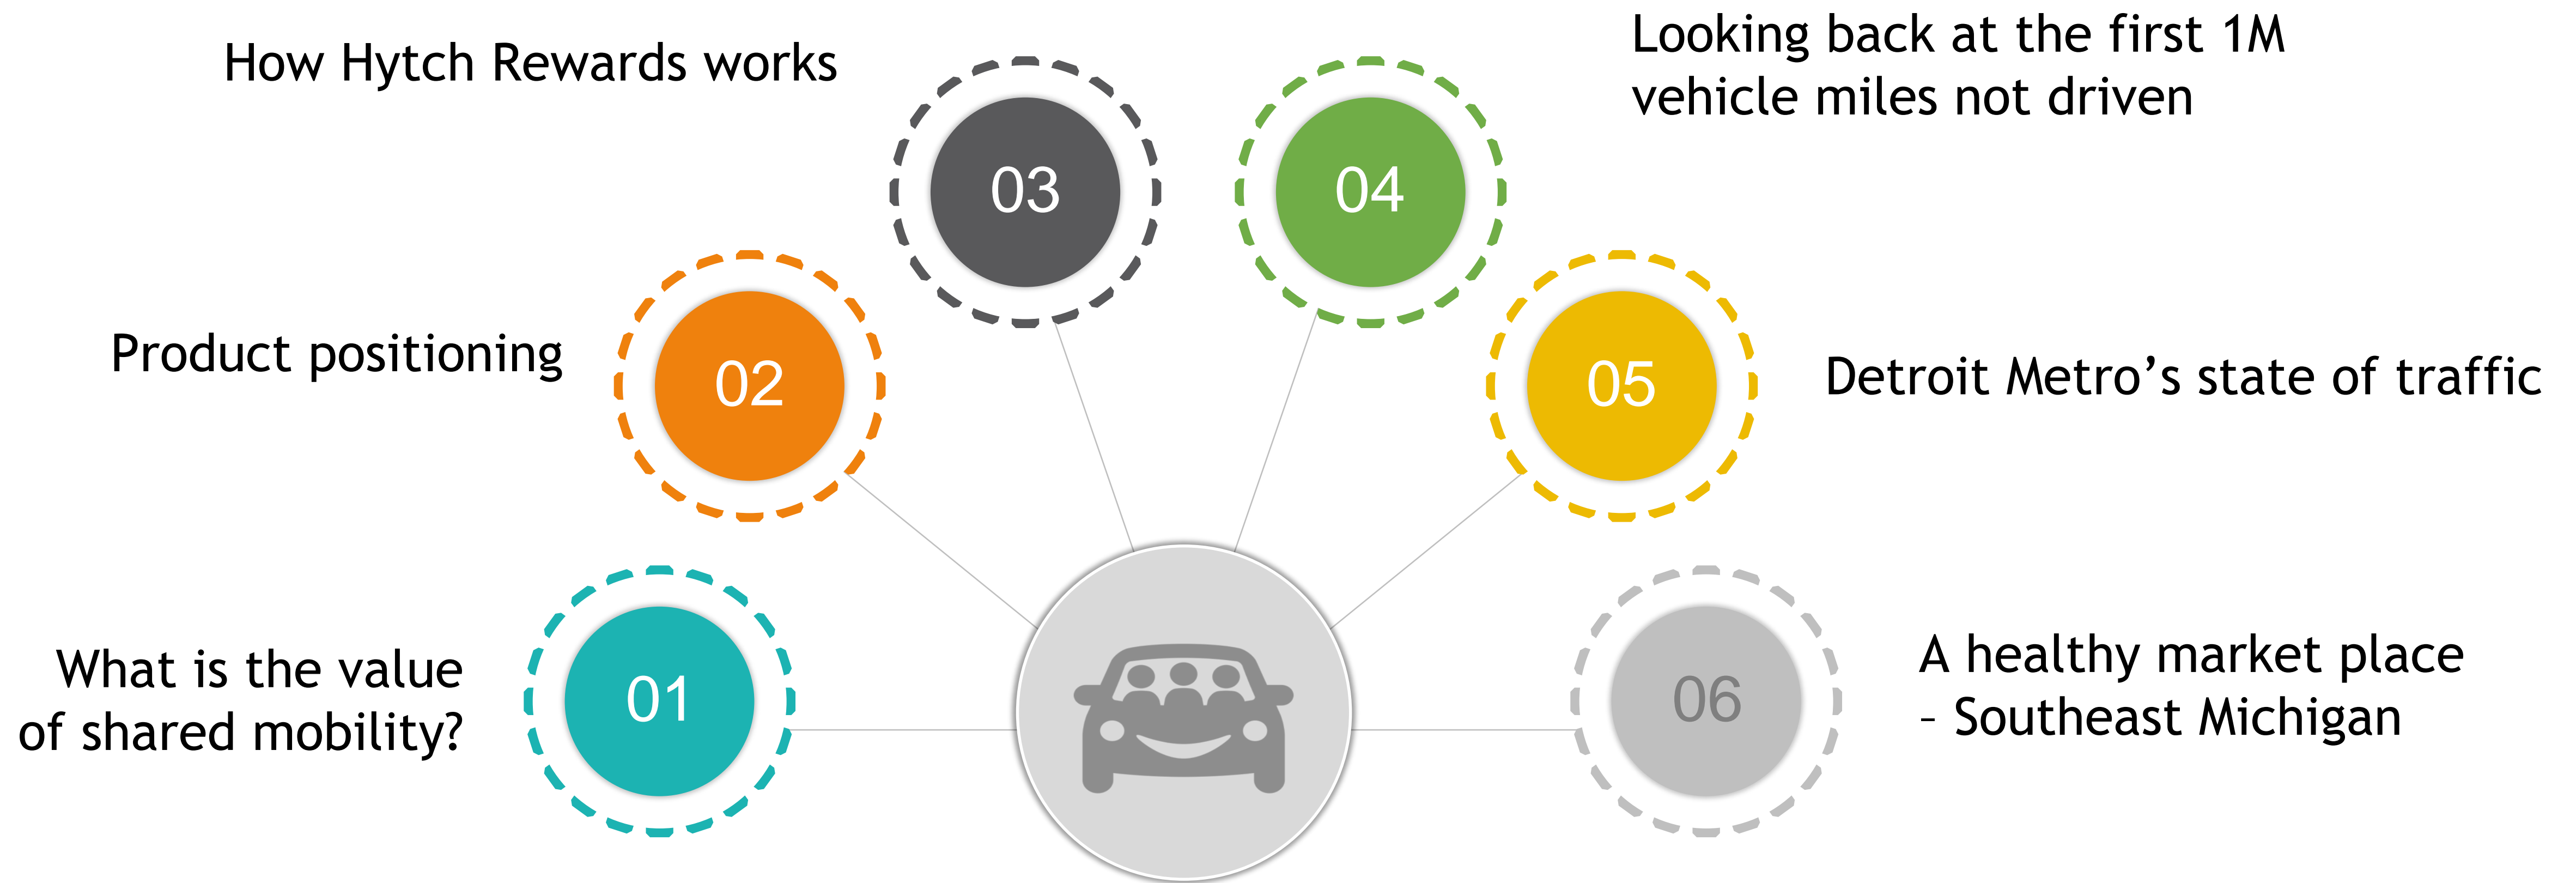 How Hytch Rewards works
Looking back at the first 1M
vehicle miles not driven
03
04
Product positioning
02
05
Detroit Metro’s state of traffic
What is the value
of shared mobility?
01
06
A healthy market place
– Southeast Michigan